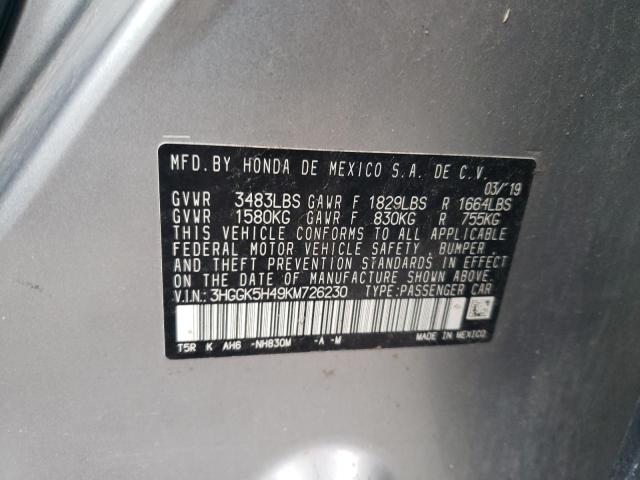 MFD.BY HONDA DE MEXICO S.A. DE C.V.
03/'19
GVWR 3483LBS GAWR F 1829LBS R 1664LBS
GVWR 1580KG GAWR F 830KG R 755KG
THIS VEHICLE CONFORMS TO ALL APPLICABLE
FEDERAL MOTOR VEHICLE SAFETY, BUMPER
AND THEFT PREVENTION STANDARDS IN EFFECT
ON THE DATE OF MANUFACTURE SHOWN ABOVE.
V.I.N.: 3HGGK5H49KM726230 TYPE:PASSENGER CAR
T5R K AH6 -NH830M -A -M MADE IN MEXICO